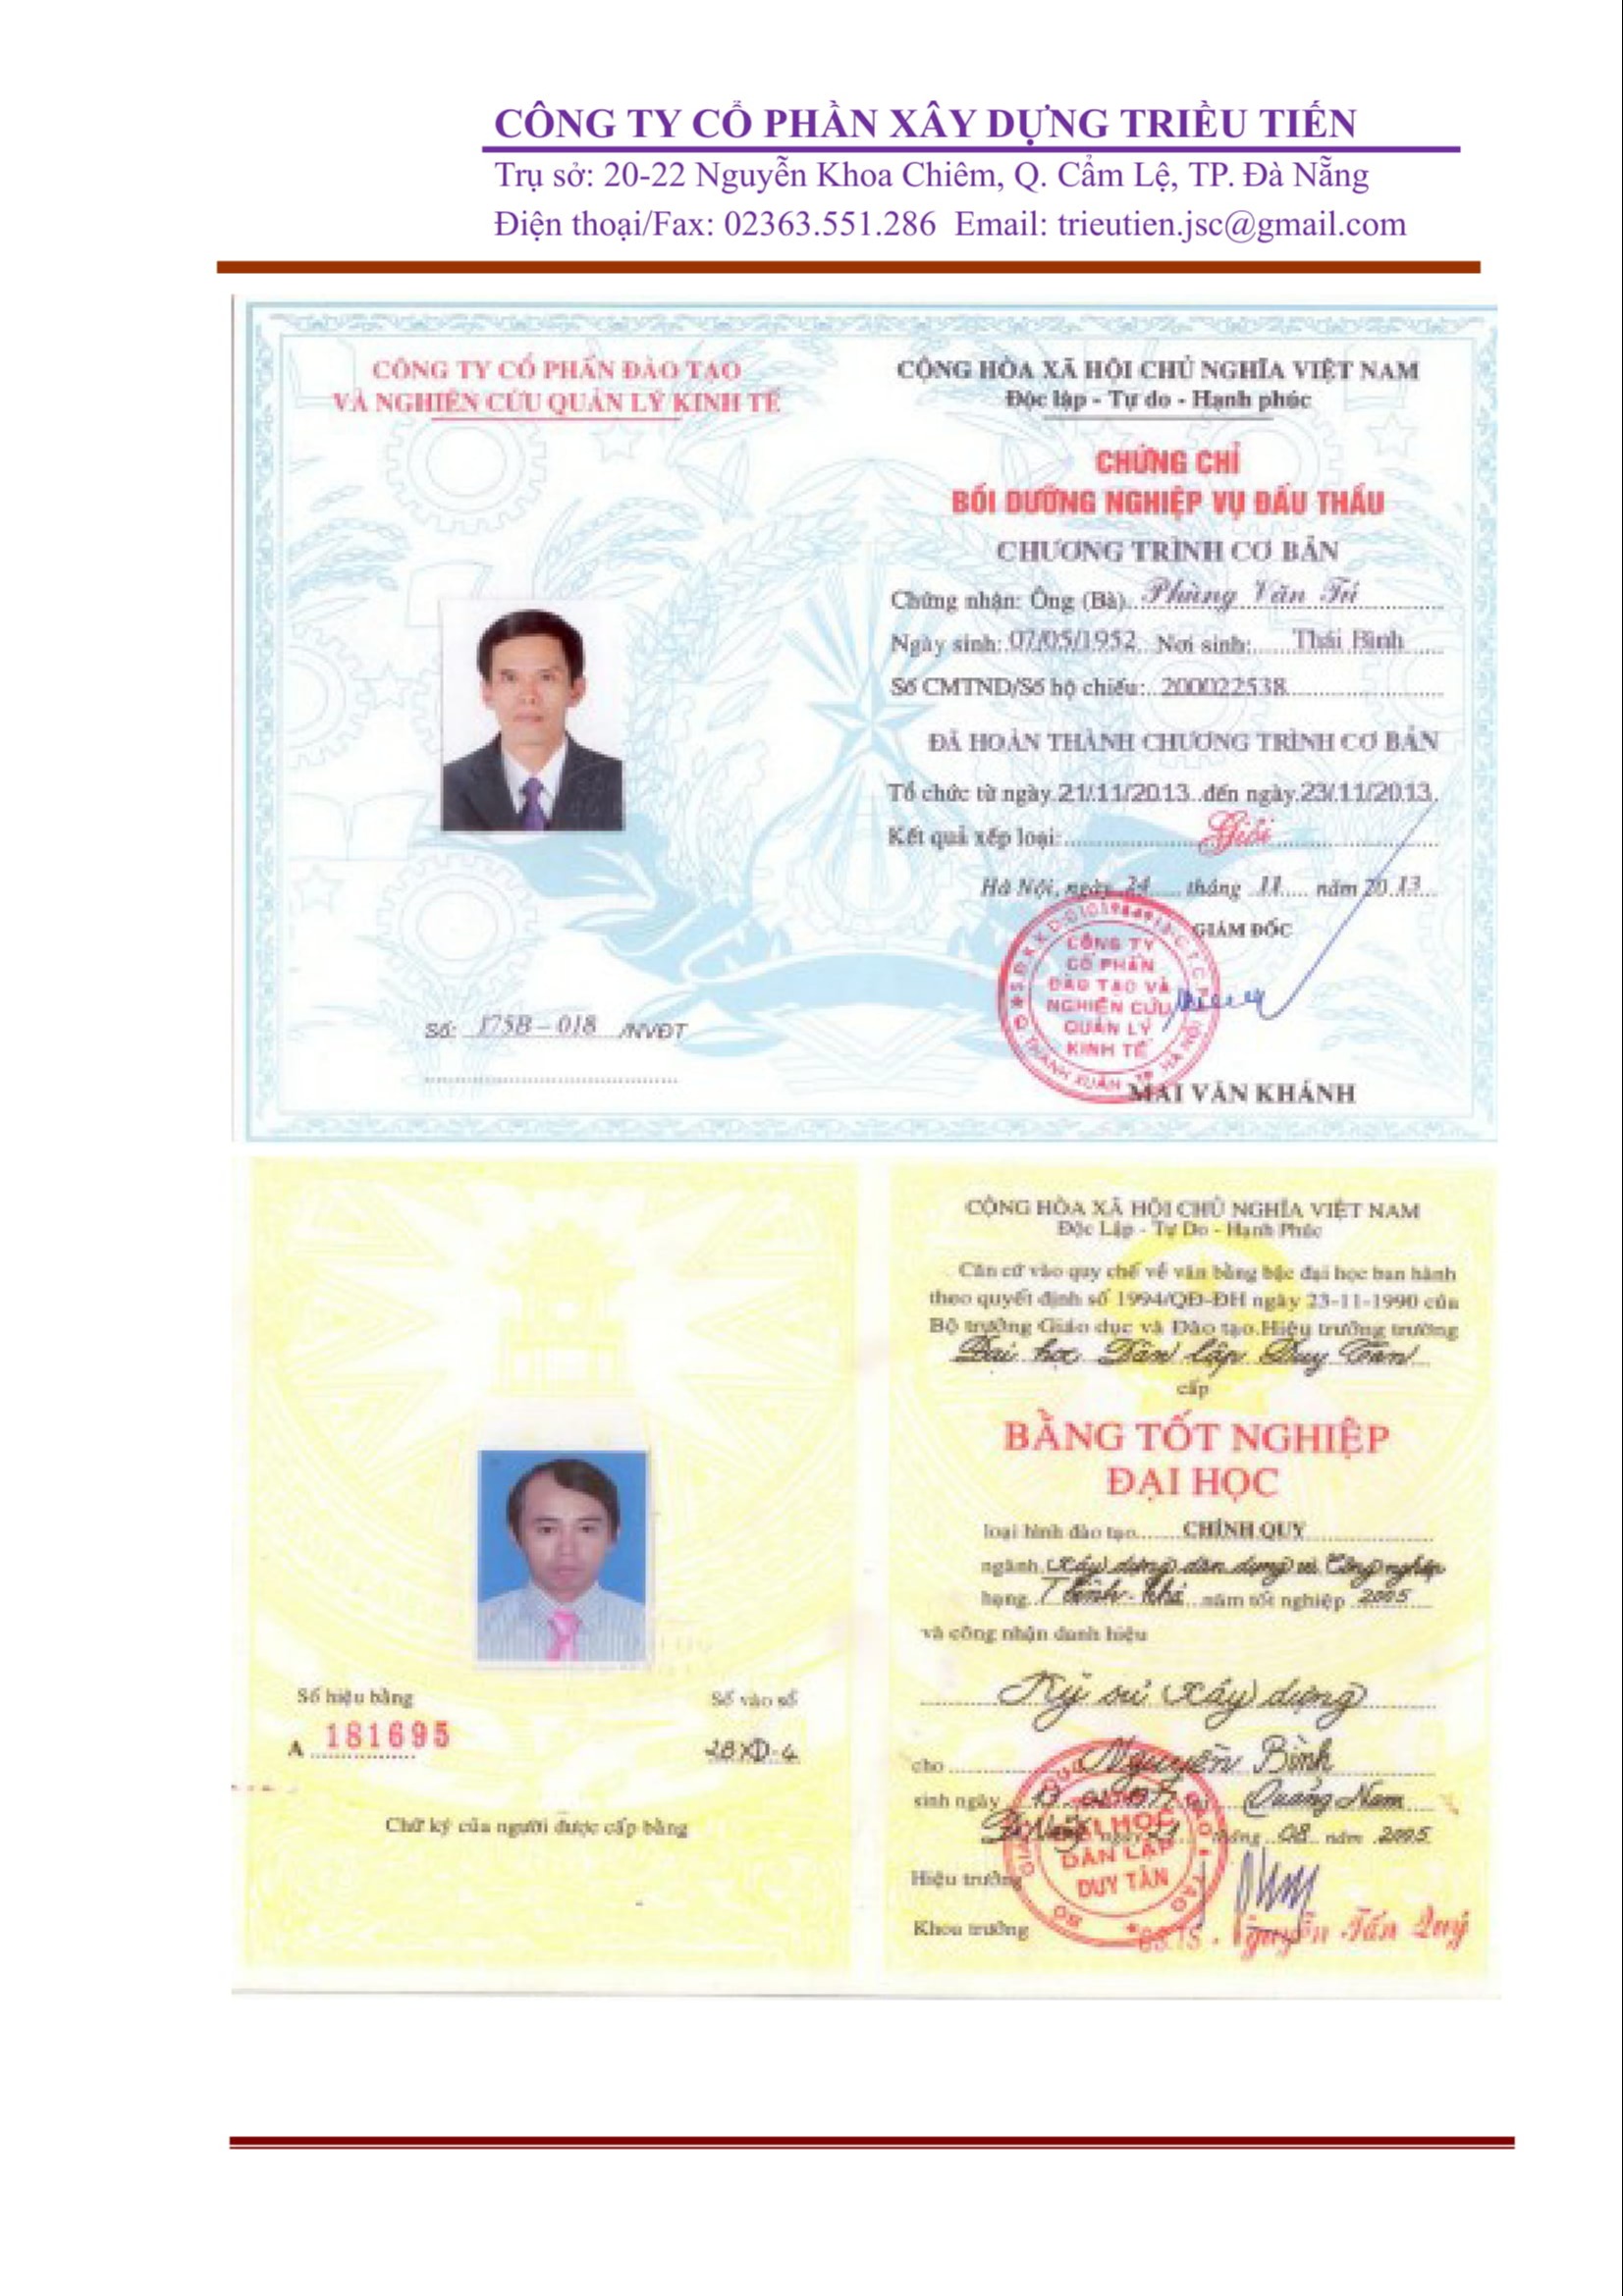 CÔNG TY CỔ PHẦN XÂY DỰNG TRIỀU TIẾN
Trụ sở: 20-22 Nguyễn Khoa Chiêm, Q. Cẩm Lệ, TP. Đà Nẵng
Điện thoại/Fax: 02363.551.286 Email: trieutien.jsc@gmail.com
CÔNG TY CỔ PHẦN ĐÀO TẠO
VÀ NGHIÊN CỨU QUẢN LÝ KINH TẾ
CỘNG HÒA XÃ HỘI CHỦ NGHĨA VIỆT NAM
Độc lập - Tự do - Hạnh phúc
CHỨNG CHỈ
BỒI DƯỠNG NGHIỆP VỤ ĐẤU THẦU
CHƯƠNG TRÌNH CƠ BẢN
Chứng nhận: Ông (Bà) Phùng Văn Trí
Ngày sinh: 07/05/1952 Nơi sinh: Thái Bình
Số CMTND/Số hộ chiếu: 200022538
ĐÃ HOÀN THÀNH CHƯƠNG TRÌNH CƠ BẢN
Tổ chức từ ngày 21/11/2013 đến ngày 23/11/2013
Kết quả xếp loại: Giỏi
Hà Nội, ngày 24 tháng 11 năm 2013
GIÁM ĐỐC
CÔNG TY
CỔ PHẦN
ĐÀO TẠO VÀ
NGHIÊN CỨU
QUẢN LÝ
KINH TẾ
Số: 175B - 018 /NVĐT
MAI VĂN KHÁNH
CỘNG HÒA XÃ HỘI CHỦ NGHĨA VIỆT NAM
Độc Lập - Tự Do - Hạnh Phúc
Căn cứ vào quy chế về văn bằng bậc đại học ban hành
theo quyết định số 1994/QĐ-ĐH ngày 23-11-1990 của
Bộ trưởng Giáo dục và Đào tạo. Hiệu trưởng trường
Đại học Dân lập Duy Tân
cấp
BẰNG TỐT NGHIỆP
ĐẠI HỌC
loại hình đào tạo CHÍNH QUY
ngành Xây dựng dân dụng và Công nghiệp
hạng T.Bình-Khá năm tốt nghiệp 2005
và công nhận danh hiệu
Kỹ sư Xây dựng
Số hiệu bằng
A 181695
Số vào sổ
28XD-4
Chữ ký của người được cấp bằng
cho Nguyễn Bình
sinh ngày Quảng Nam
Đà Nẵng ngày tháng 08 năm 2005
ĐẠI HỌC
DÂN LẬP
DUY TÂN
Hiệu trưởng
Khoa trưởng
Nguyễn Tấn Quý